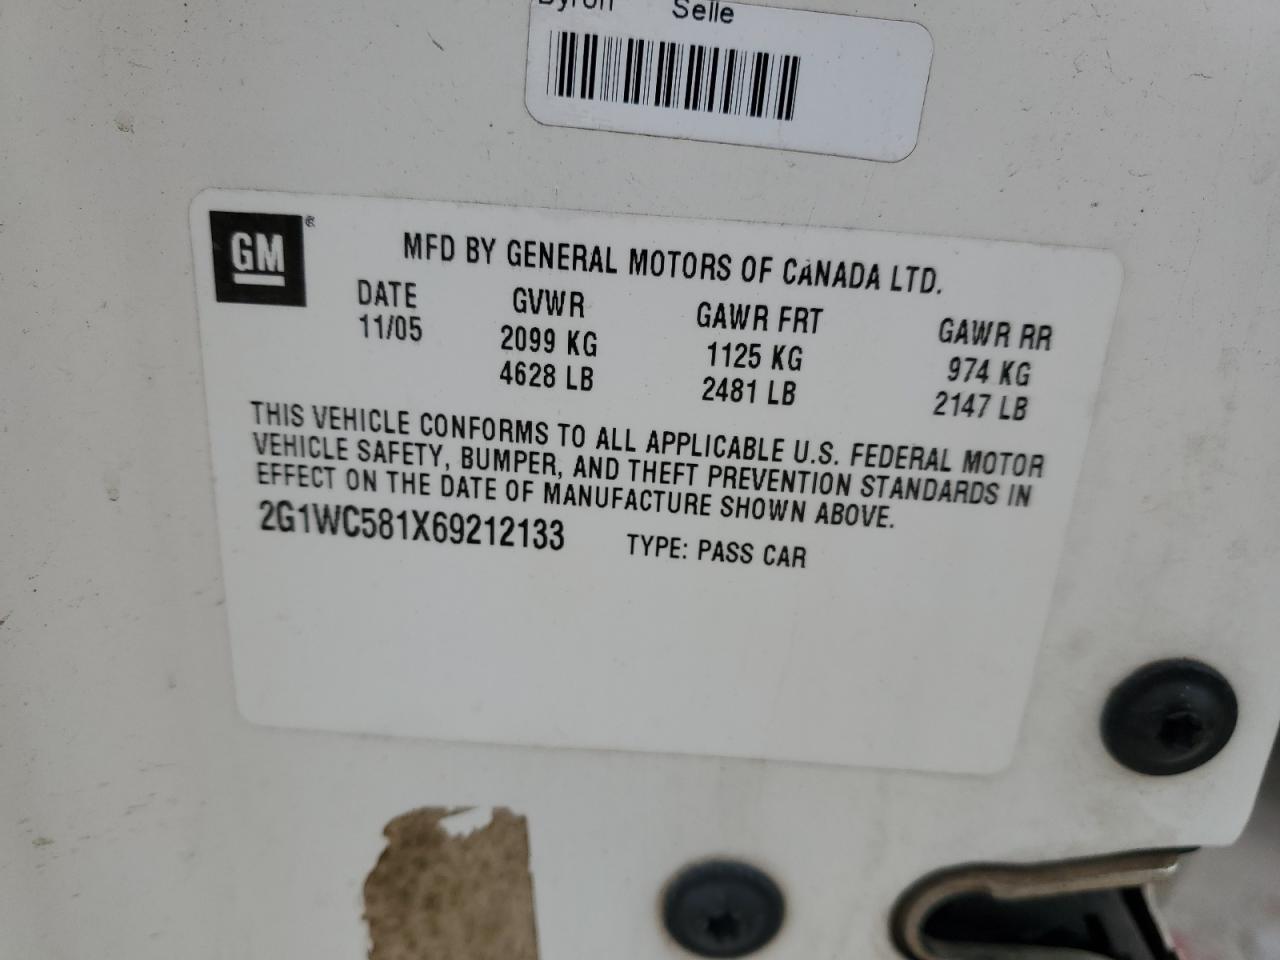 Byron Selle
GM ®
MFD BY GENERAL MOTORS OF CANADA LTD.
DATE GVWR GAWR FRT GAWR RR
11/05 2099 KG 1125 KG 974 KG
4628 LB 2481 LB 2147 LB
THIS VEHICLE CONFORMS TO ALL APPLICABLE U.S. FEDERAL MOTOR
VEHICLE SAFETY, BUMPER, AND THEFT PREVENTION STANDARDS IN
EFFECT ON THE DATE OF MANUFACTURE SHOWN ABOVE.
2G1WC581X69212133 TYPE: PASS CAR